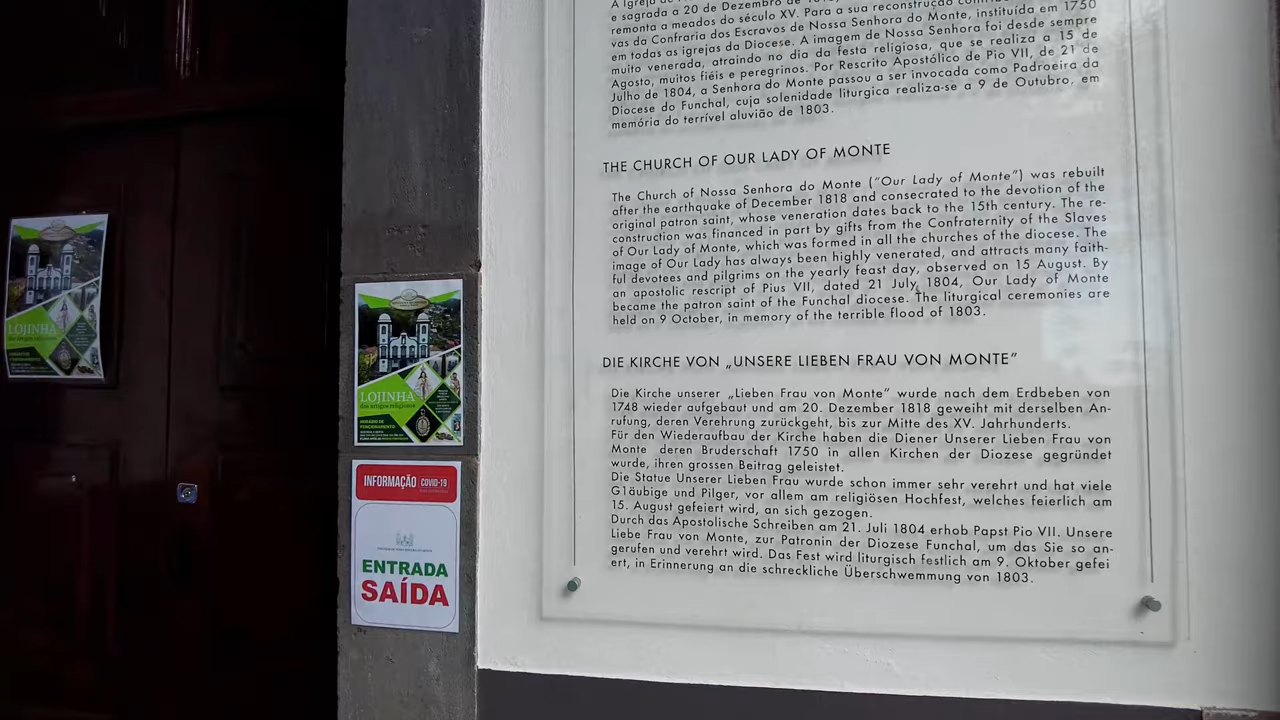 A Igreja de
e sagrada a 20 de Dezembro de
remonta a meados do século XV. Para a sua reconstrução
vas da Confraria dos Escravos de Nossa Senhora do Monte, instituída em 1750
em todas as igrejas da Diocese. A imagem de Nossa Senhora foi desde sempre
muito venerada, atraindo no dia da festa religiosa, que se realiza a 15 de
Agosto, muitos fiéis e peregrinos. Por Rescrito Apostólico de Pio VII, de 21 de
Julho de 1804, a Senhora do Monte passou a ser invocada como Padroeira da
Diocese do Funchal, cuja solenidade liturgica realiza-se a 9 de Outubro, em
memória do terrível aluvião de 1803.
THE CHURCH OF OUR LADY OF MONTE
The Church of Nossa Senhora do Monte (“Our Lady of Monte”) was rebuilt
after the earthquake of December 1818 and consecrated to the devotion of the
original patron saint, whose veneration dates back to the 15th century. The re-
construction was financed in part by gifts from the Confraternity of the Slaves
of Our Lady of Monte, which was formed in all the churches of the diocese. The
image of Our Lady has always been highly venerated, and attracts many faith-
ful devotees and pilgrims on the yearly feast day, observed on 15 August. By
an apostolic rescript of Pius VII, dated 21 July 1804, Our Lady of Monte
became the patron saint of the Funchal diocese. The liturgical ceremonies are
held on 9 October, in memory of the terrible flood of 1803.
DIE KIRCHE VON „UNSERE LIEBEN FRAU VON MONTE”
Die Kirche unserer „Lieben Frau von Monte” wurde nach dem Erdbeben von
1748 wieder aufgebaut und am 20. Dezember 1818 geweiht mit derselben An-
rufung, deren Verehrung zurückgeht bis zur Mitte des XV. Jahrhunderts.
Für den Wiederaufbau der Kirche haben die Diener Unserer Lieben Frau von
Monte deren Bruderschaft 1750 in allen Kirchen der Diozese gegründet
wurde, ihren grossen Beitrag geleistet.
Die Statue Unserer Lieben Frau wurde schon immer sehr verehrt und hat viele
G1äubige und Pilger, vor allem am religiösen Hochfest, welches feierlich am
15. August gefeiert wird, an sich gezogen.
Durch das Apostolische Schreiben am 21. Juli 1804 erhob Papst Pio VII. Unsere
Liebe Frau von Monte, zur Patronin der Diozese Funchal, um das Sie so an-
gerufen und verehrt wird. Das Fest wird liturgisch festlich am 9. Oktober gefei
ert, in Erinnerung an die schreckliche Überschwemmung von 1803.
LOJINHA
dos artigos religiosos
HORÁRIO DE
FUNCIONAMENTO
LOJINHA
dos artigos religiosos
HORÁRIO DE
FUNCIONAMENTO
INFORMAÇÃO COVID-19
ENTRADA
SAÍDA